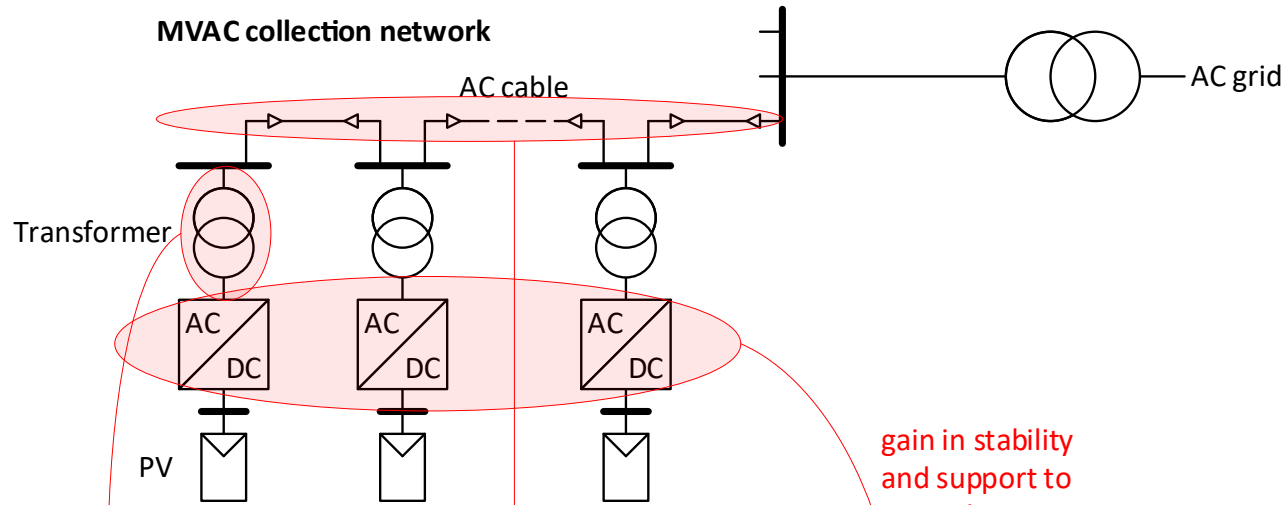 MVAC collection network
AC cable
AC grid
Transformer
AC
DC
AC
DC
AC
DC
PV
gain in stability
and support to